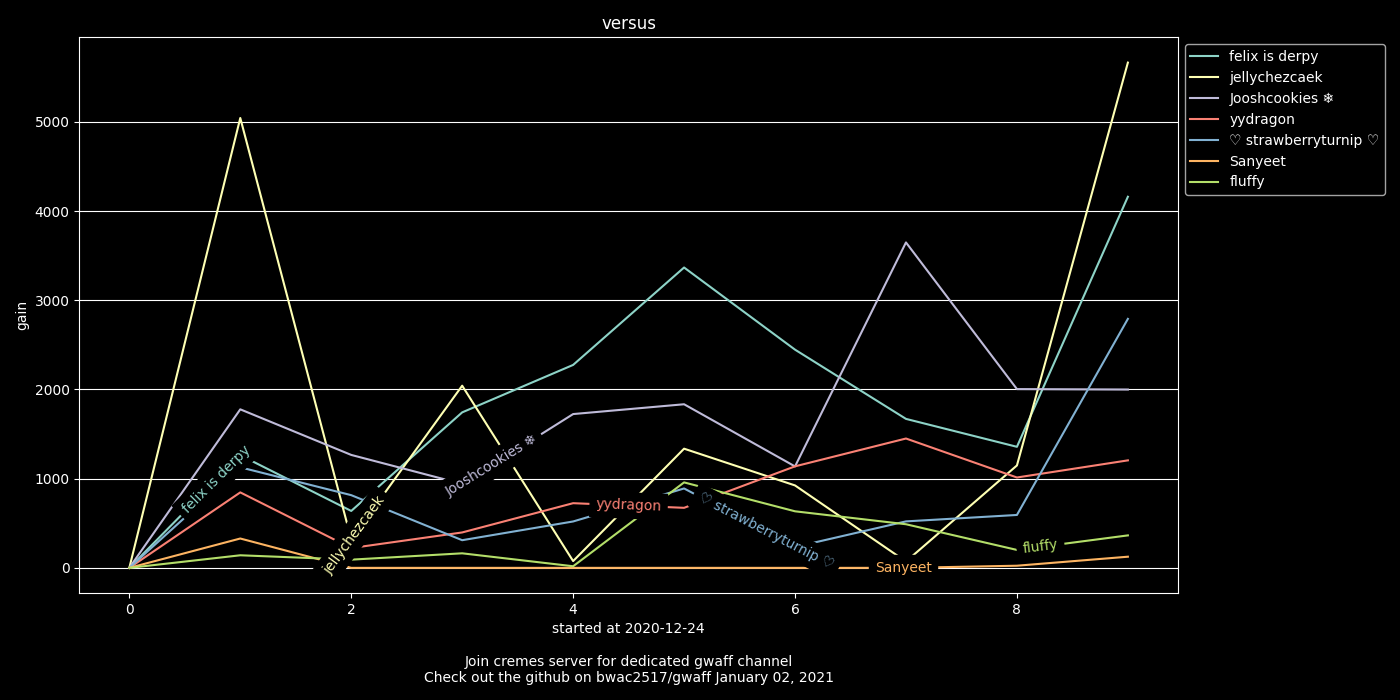 versus
felix is derpy
jellychezcaek
Jooshcookies ❄
yydragon
♡ strawberryturnip ♡
Sanyeet
fluffy
5000
4000
3000
2000
1000
0
gain
felix is derpy
jellychezcaek
Jooshcookies ❄
yydragon
♡ strawberryturnip ♡
Sanyeet
fluffy
0 2 4 6 8
started at 2020-12-24
Join cremes server for dedicated gwaff channel
Check out the github on bwac2517/gwaff January 02, 2021